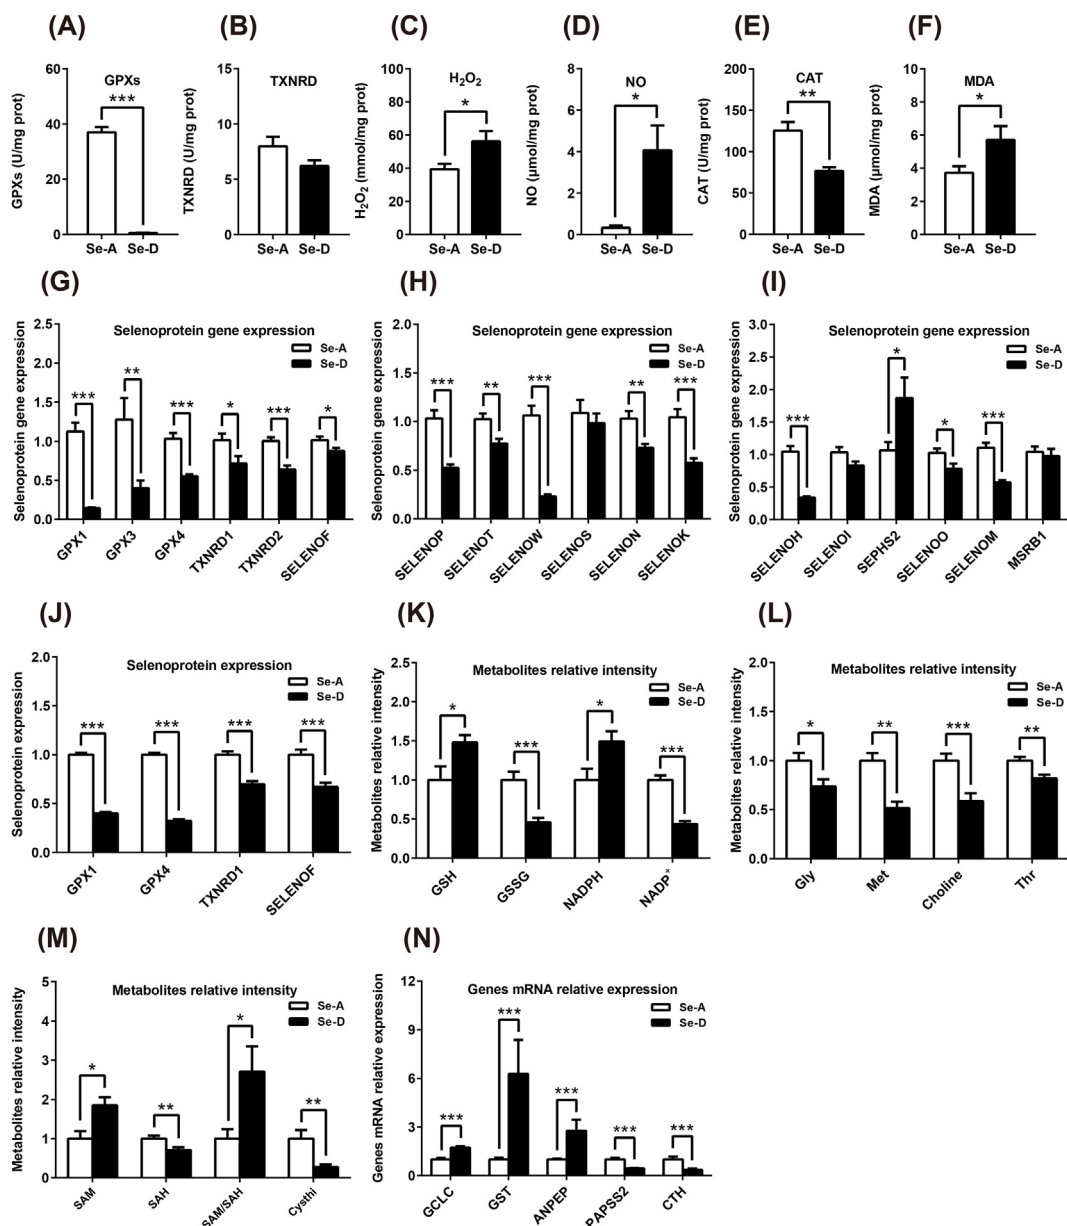 (A)
GPXs
GPXs (U/mg prot)
60
40
20
0
***
Se-A Se-D
(B)
TXNRD
TXNRD (U/mg prot)
15
10
5
0
Se-A Se-D
(C)
H₂O₂
H₂O₂ (mmol/mg prot)
100
80
60
40
20
0
*
Se-A Se-D
(D)
NO
NO (μmol/mg prot)
8
6
4
2
0
*
Se-A Se-D
(E)
CAT
CAT (U/mg prot)
200
150
100
50
0
**
Se-A Se-D
(F)
MDA
MDA (μmol/mg prot)
10
8
6
4
2
0
*
Se-A Se-D
(G)
Selenoprotein gene expression
Selenoprotein gene expression
2.5
2.0
1.5
1.0
0.5
0.0
Se-A
Se-D
*** ** *** * *** *
GPX1 GPX3 GPX4 TXNRD1 TXNRD2 SELENOF
(H)
Selenoprotein gene expression
Selenoprotein gene expression
2.0
1.5
1.0
0.5
0.0
Se-A
Se-D
*** ** *** ** ***
SELENOP SELENOT SELENOW SELENOS SELENON SELENOK
(I)
Selenoprotein gene expression
Selenoprotein gene expression
3.0
2.5
2.0
1.5
1.0
0.5
0.0
Se-A
Se-D
*** * * ***
SELENOH SELENOI SEPHS2 SELENOO SELENOM MSRB1
(J)
Selenoprotein expression
Selenoprotein expression
2.0
1.5
1.0
0.5
0.0
Se-A
Se-D
*** *** *** ***
GPX1 GPX4 TXNRD1 SELENOF
(K)
Metabolites relative intensity
Metabolites relative intensity
2.5
2.0
1.5
1.0
0.5
0.0
Se-A
Se-D
* *** * ***
GSH GSSG NADPH NADP⁺
(L)
Metabolites relative intensity
Metabolites relative intensity
2.0
1.5
1.0
0.5
0.0
Se-A
Se-D
* ** *** **
Gly Met Choline Thr
(M)
Metabolites relative intensity
Metabolites relative intensity
5
4
3
2
1
0
Se-A
Se-D
* ** * **
SAM SAH SAM/SAH Cysthi
(N)
Genes mRNA relative expression
Genes mRNA relative expression
12
9
6
3
0
Se-A
Se-D
*** *** *** *** ***
GCLC GST ANPEP PAPSS2 CTH